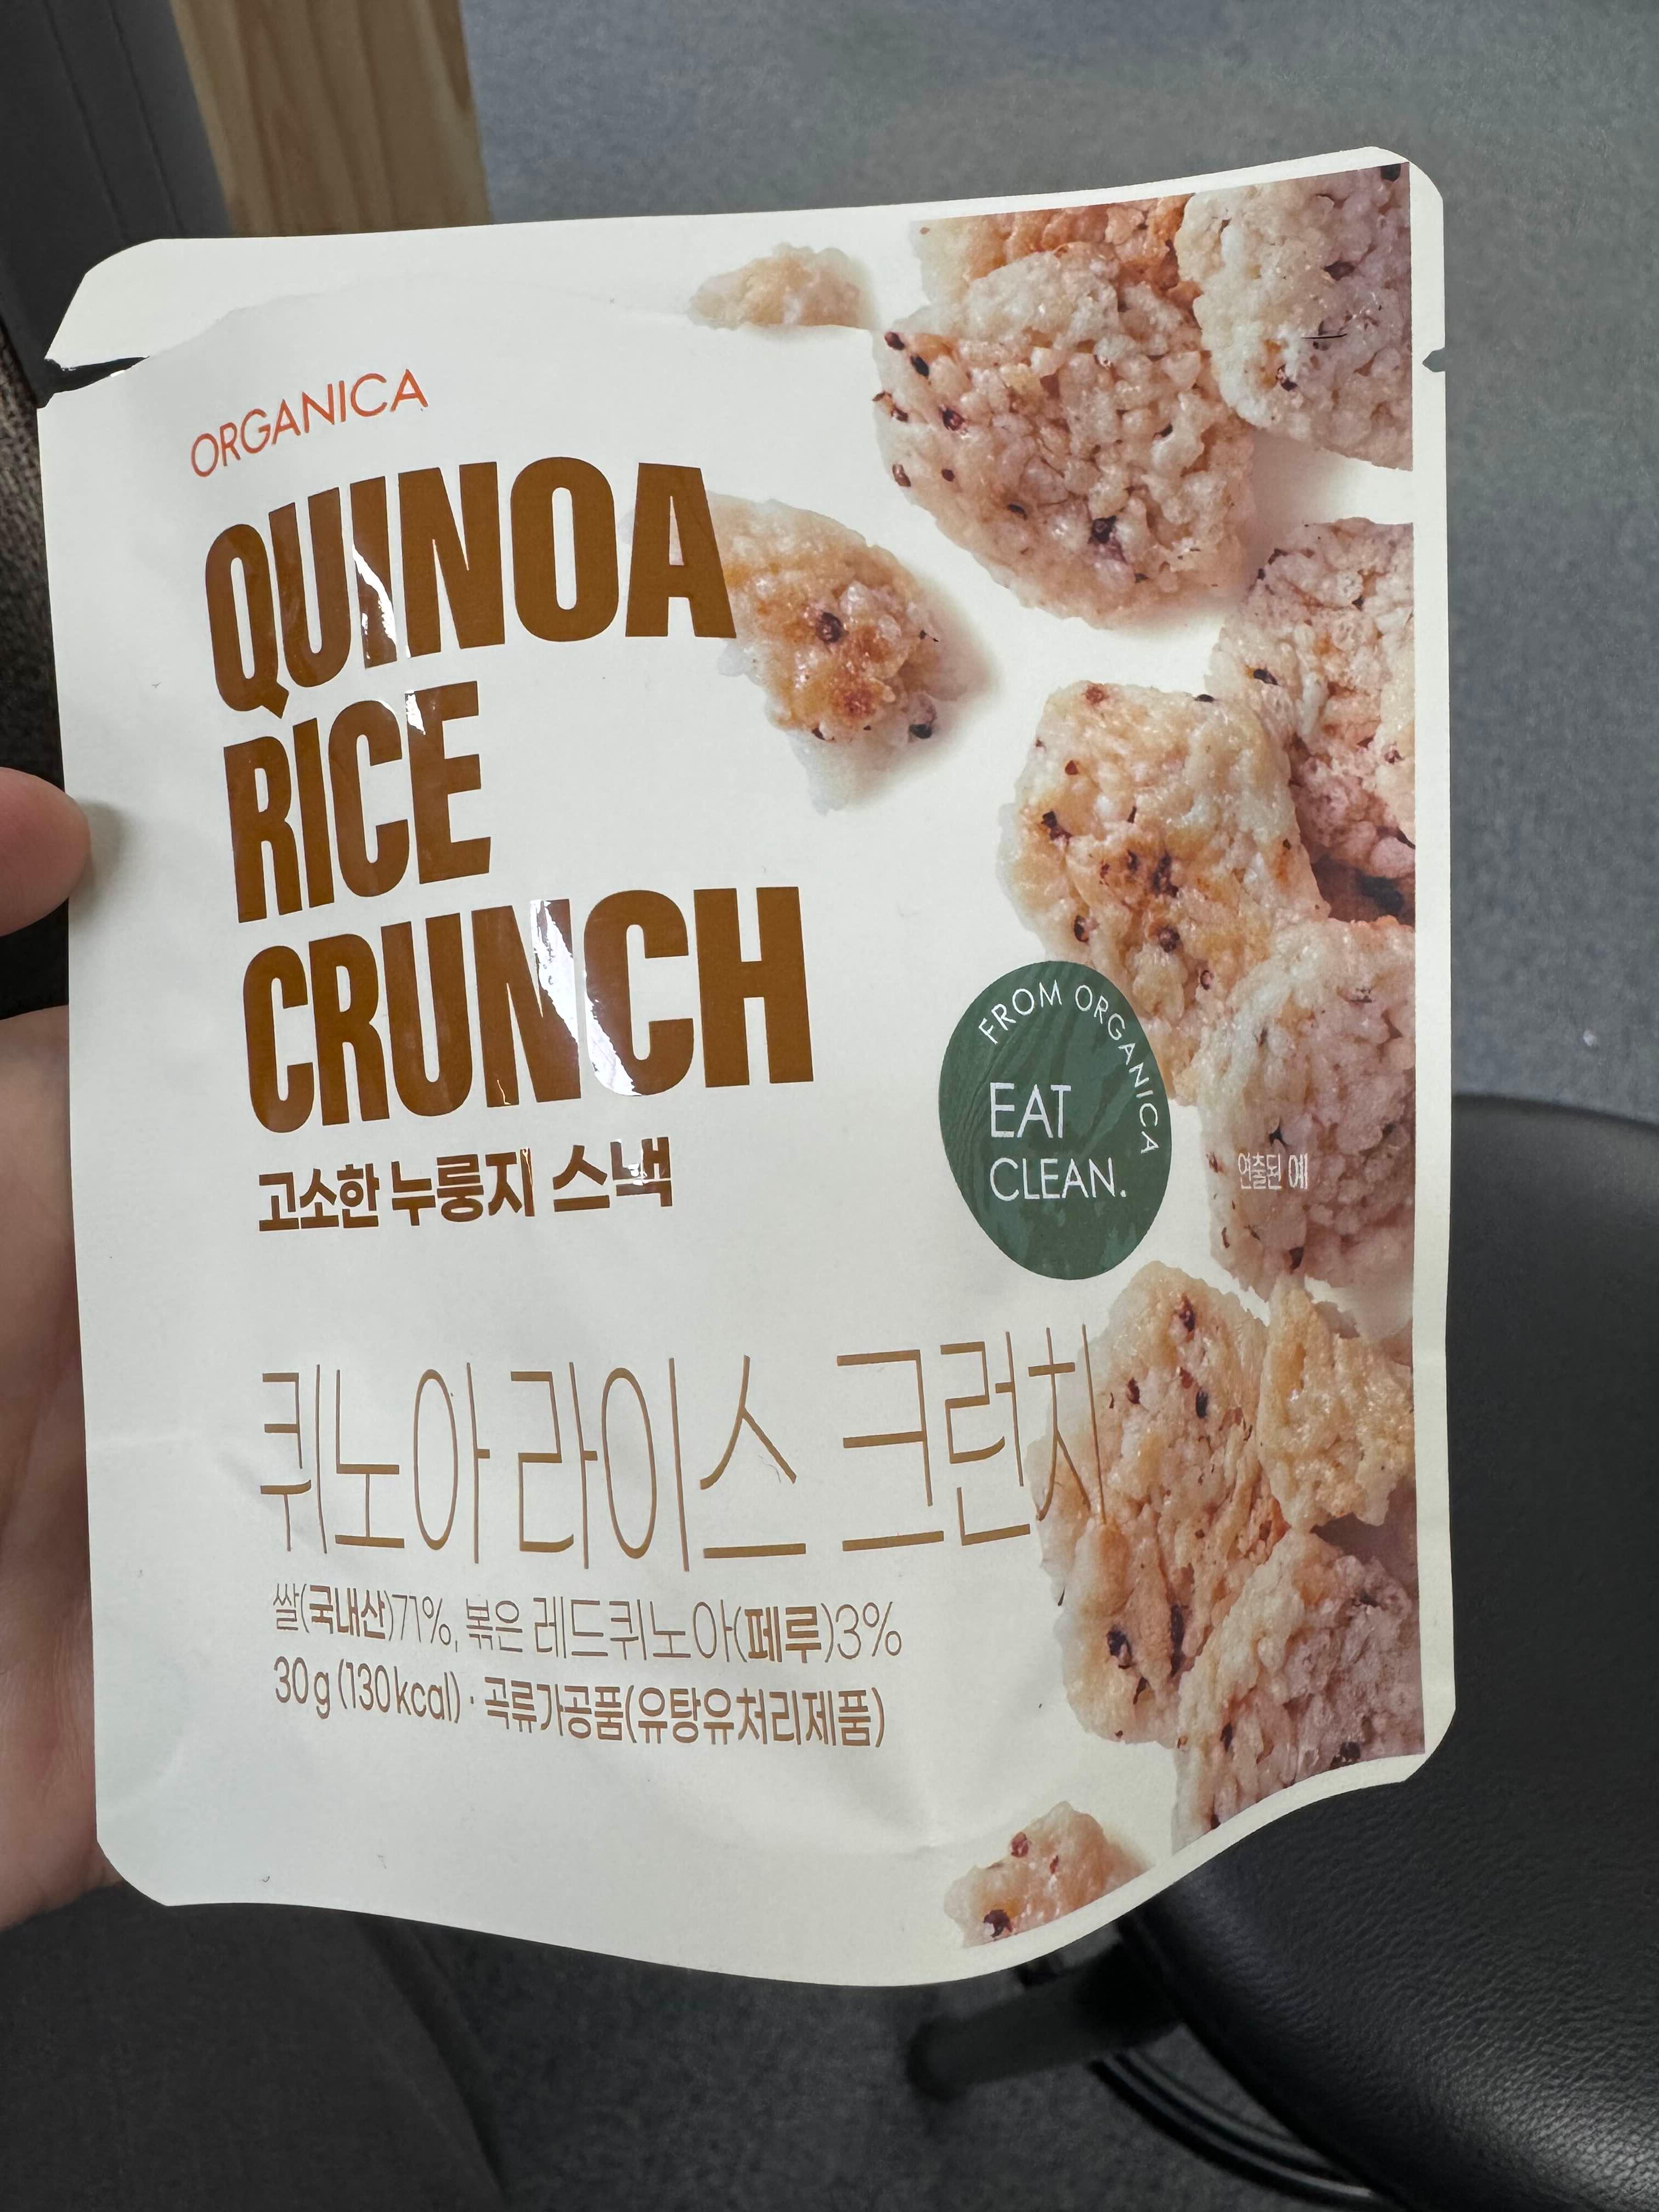 ORGANICA
QUINOA
RICE
CRUNCH
고소한 누룽지 스낵
FROM ORGANICA
EAT
CLEAN.
연출된 예
퀴노아 라이스 크런치
쌀(국내산)71%, 볶은 레드퀴노아(페루)3%
30g (130kcal) · 곡류가공품(유탕유처리제품)